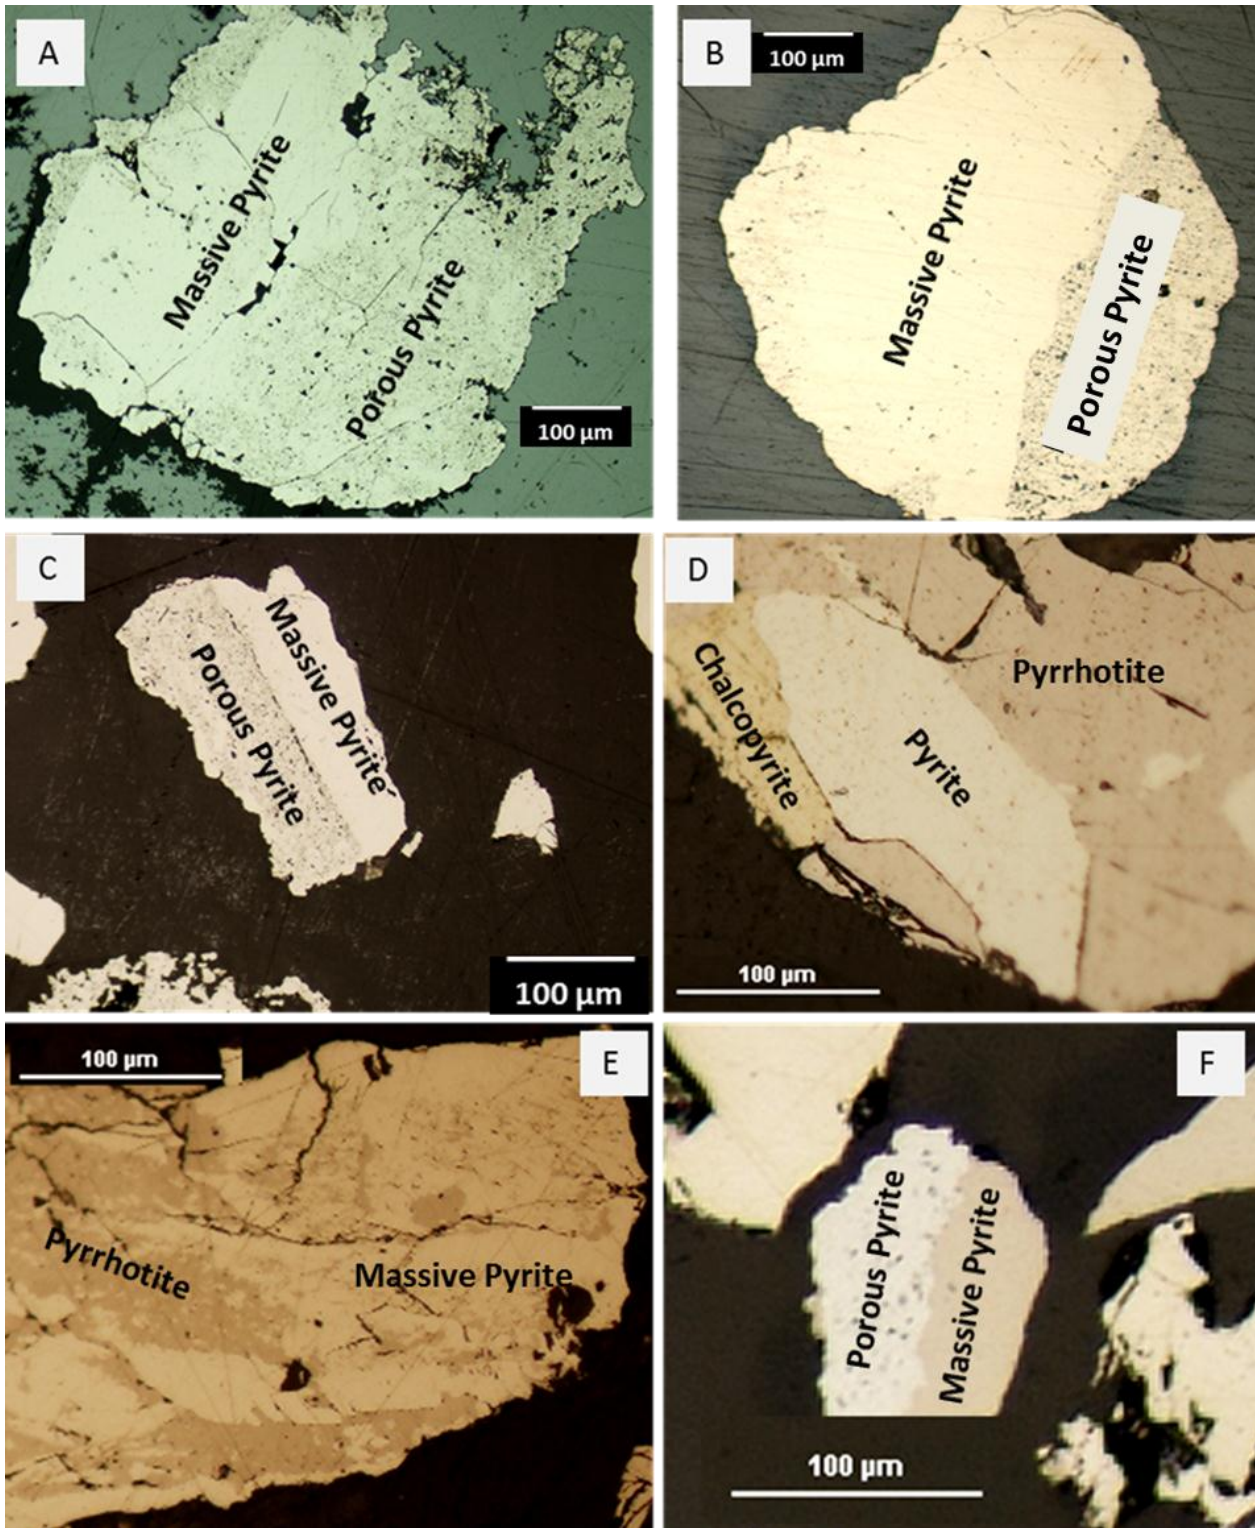 A
Massive Pyrite
Porous Pyrite
100 µm
B
100 µm
Massive Pyrite
Porous Pyrite
C
Porous Pyrite
Massive Pyrite
100 µm
D
Chalcopyrite
Pyrite
Pyrrhotite
100 µm
E
100 µm
Pyrrhotite
Massive Pyrite
F
Porous Pyrite
Massive Pyrite
100 µm